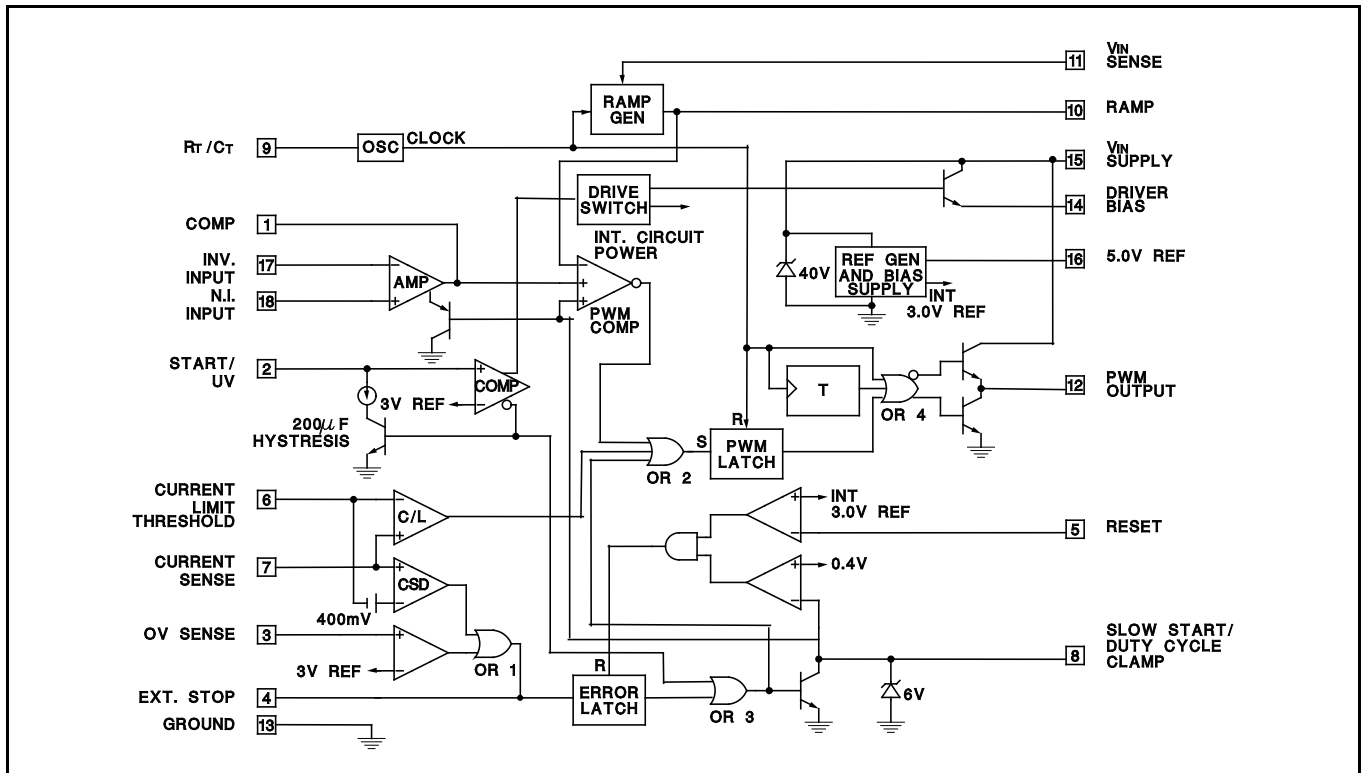 11
VIN
SENSE
RAMP
GEN
10
RAMP
RT/CT
9
OSC
CLOCK
15
VIN
SUPPLY
DRIVE
SWITCH
14
DRIVER
BIAS
COMP
1
INT. CIRCUIT
POWER
INV.
INPUT
17
−
AMP
+
N.I.
INPUT
18
−
+
+
PWM
COMP
40V
REF GEN
AND BIAS
SUPPLY
16
5.0V REF
INT
3.0V REF
START/
UV
2
+
COMP
−
3V REF
200μF
HYSTRESIS
T
OR 4
12
PWM
OUTPUT
R
S
PWM
LATCH
OR 2
CURRENT
LIMIT
THRESHOLD
6
−
C/L
+
+
INT
3.0V REF
−
5
RESET
CURRENT
SENSE
7
+
CSD
−
400mV
+
0.4V
−
OV SENSE
3
+
−
3V REF
OR 1
8
SLOW START/
DUTY CYCLE
CLAMP
6V
EXT. STOP
4
R
ERROR
LATCH
OR 3
GROUND
13